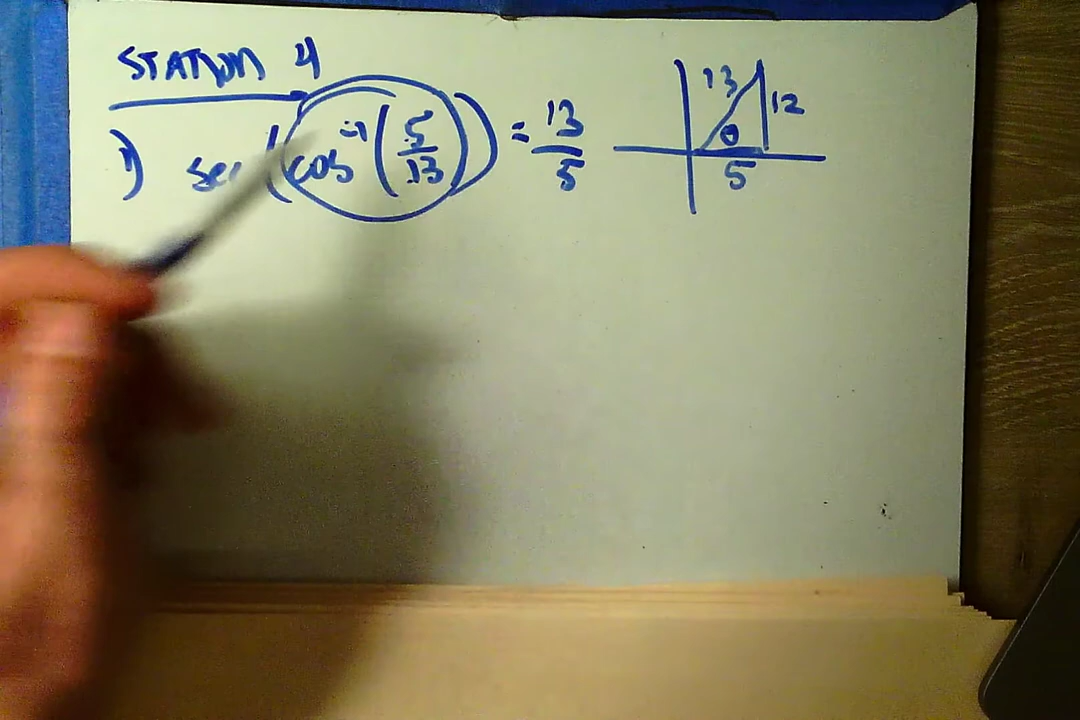 STATION 4
1) sec(cos⁻¹(5/13)) = 13/5
13
12
θ
5